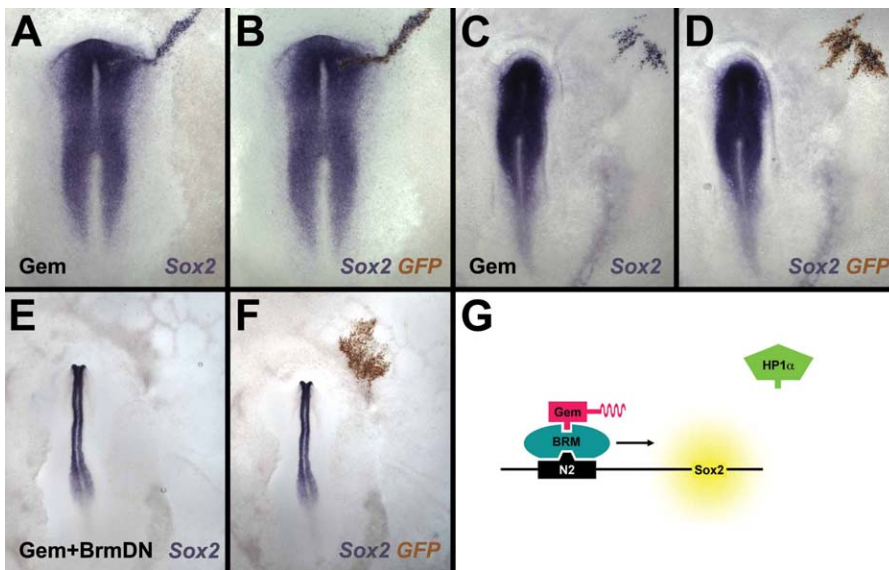 A
B
C
D
Gem Sox2
Sox2 GFP
Gem Sox2
Sox2 GFP
E
F
G
Gem+BrmDN Sox2
Sox2 GFP
HP1α
Gem
BRM
N2
Sox2